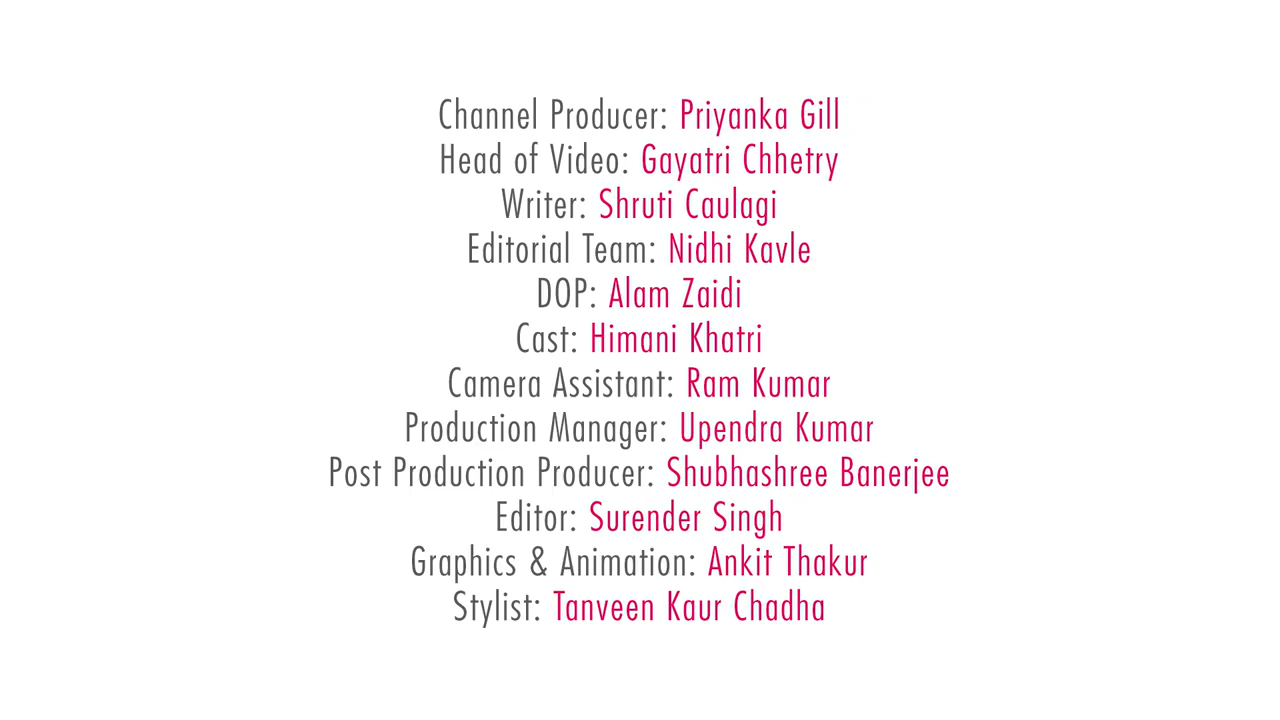 Channel Producer: Priyanka Gill
Head of Video: Gayatri Chhetry
Writer: Shruti Caulagi
Editorial Team: Nidhi Kavle
DOP: Alam Zaidi
Cast: Himani Khatri
Camera Assistant: Ram Kumar
Production Manager: Upendra Kumar
Post Production Producer: Shubhashree Banerjee
Editor: Surender Singh
Graphics & Animation: Ankit Thakur
Stylist: Tanveen Kaur Chadha